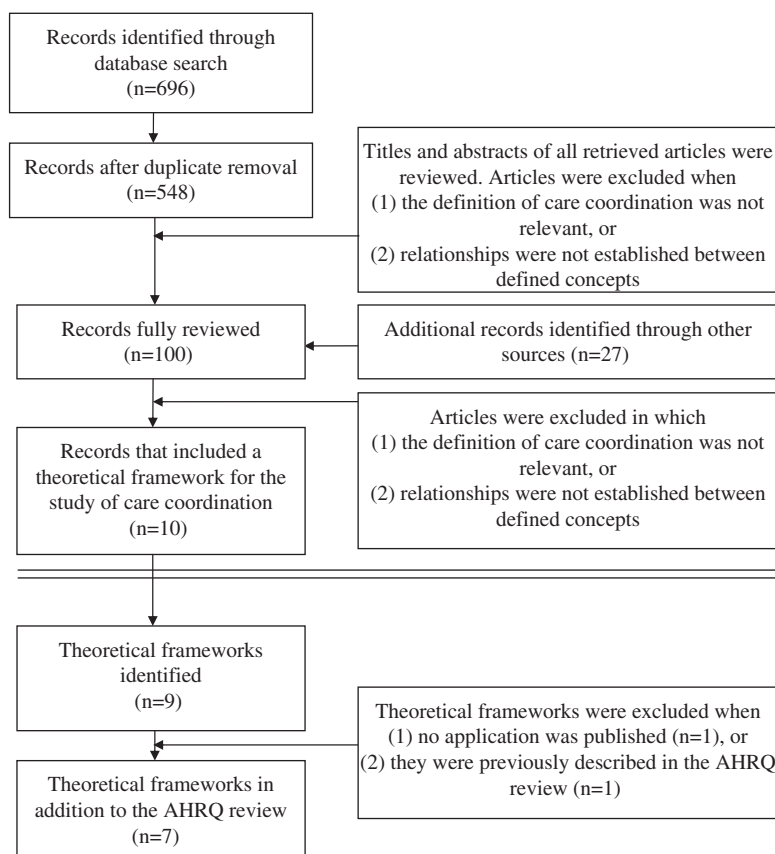 Records identified through
database search
(n=696)
Records after duplicate removal
(n=548)
Titles and abstracts of all retrieved articles were
reviewed. Articles were excluded when
(1) the definition of care coordination was not
relevant, or
(2) relationships were not established between
defined concepts
Records fully reviewed
(n=100)
Additional records identified through other
sources (n=27)
Articles were excluded in which
(1) the definition of care coordination was not
relevant, or
(2) relationships were not established between
defined concepts
Records that included a
theoretical framework for the
study of care coordination
(n=10)
Theoretical frameworks
identified
(n=9)
Theoretical frameworks were excluded when
(1) no application was published (n=1), or
(2) they were previously described in the AHRQ
review (n=1)
Theoretical frameworks in
addition to the AHRQ review
(n=7)